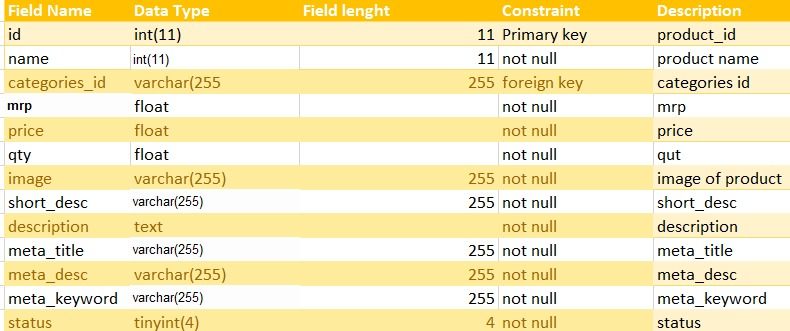 Field Name Data Type Field lenght Constraint Description
id int(11) 11 Primary key product_id
name int(11) 11 not null product name
categories_id varchar(255 255 foreign key categories id
mrp float not null mrp
price float not null price
qty float not null qut
image varchar(255) 255 not null image of product
short_desc varchar(255) 255 not null short_desc
description text not null description
meta_title varchar(255) 255 not null meta_title
meta_desc varchar(255) 255 not null meta_desc
meta_keyword varchar(255) 255 not null meta_keyword
status tinyint(4) 4 not null status